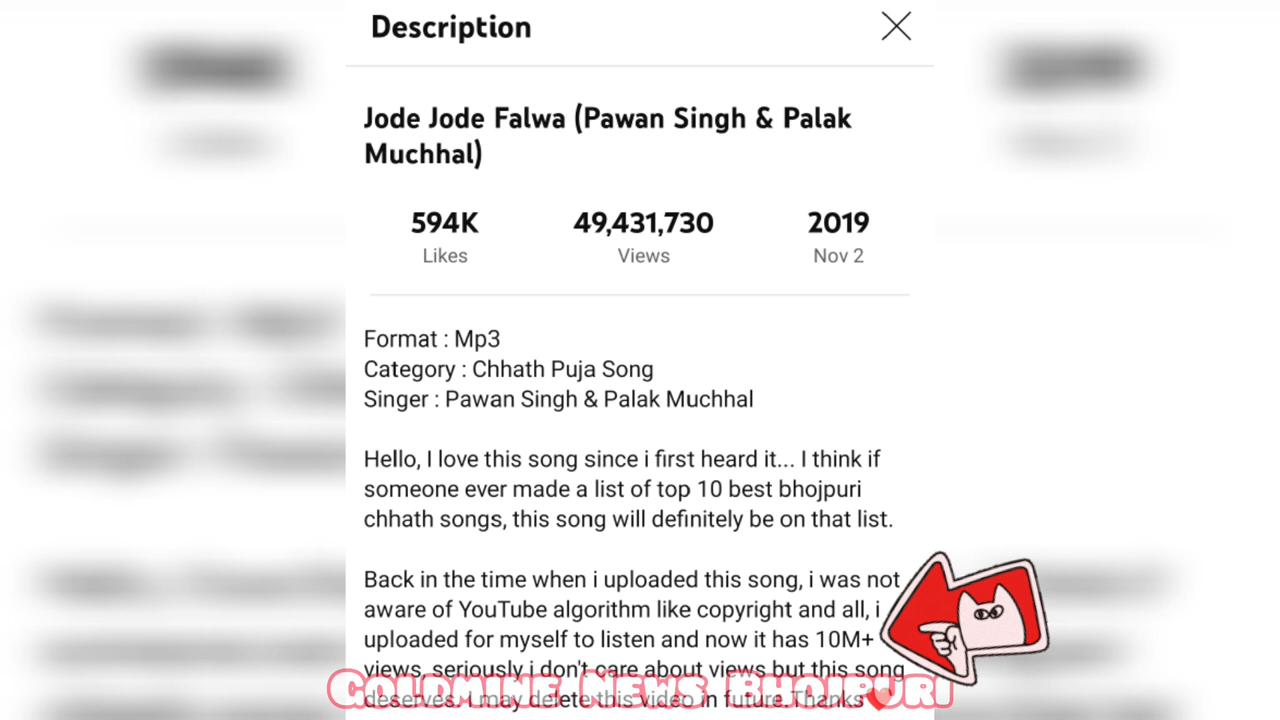 Description
Jode Jode Falwa (Pawan Singh & Palak
Muchhal)
594K 49,431,730 2019
Likes Views Nov 2
Format : Mp3
Category : Chhath Puja Song
Singer : Pawan Singh & Palak Muchhal
Hello, I love this song since i first heard it... I think if
someone ever made a list of top 10 best bhojpuri
chhath songs, this song will definitely be on that list.
Back in the time when i uploaded this song, i was not
aware of YouTube algorithm like copyright and all, i
uploaded for myself to listen and now it has 10M+
views, seriously i don't care about views but this song
deserves. I may delete this video in future.Thanks❤️
Goldmine News Bhojpuri